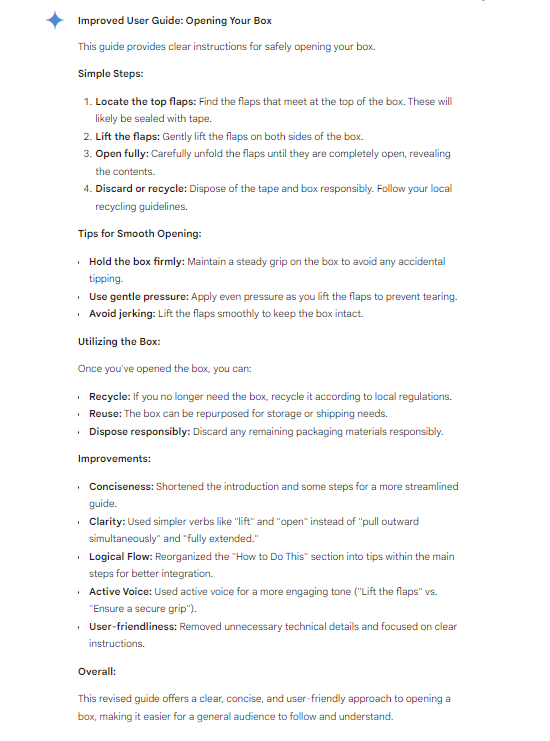 Improved User Guide: Opening Your Box
This guide provides clear instructions for safely opening your box.
Simple Steps:
1. Locate the top flaps: Find the flaps that meet at the top of the box. These will
likely be sealed with tape.
2. Lift the flaps: Gently lift the flaps on both sides of the box.
3. Open fully: Carefully unfold the flaps until they are completely open, revealing
the contents.
4. Discard or recycle: Dispose of the tape and box responsibly. Follow your local
recycling guidelines.
Tips for Smooth Opening:
• Hold the box firmly: Maintain a steady grip on the box to avoid any accidental
tipping.
• Use gentle pressure: Apply even pressure as you lift the flaps to prevent tearing.
• Avoid jerking: Lift the flaps smoothly to keep the box intact.
Utilizing the Box:
Once you've opened the box, you can:
• Recycle: If you no longer need the box, recycle it according to local regulations.
• Reuse: The box can be repurposed for storage or shipping needs.
• Dispose responsibly: Discard any remaining packaging materials responsibly.
Improvements:
• Conciseness: Shortened the introduction and some steps for a more streamlined
guide.
• Clarity: Used simpler verbs like "lift" and "open" instead of "pull outward
simultaneously" and "fully extended."
• Logical Flow: Reorganized the "How to Do This" section into tips within the main
steps for better integration.
• Active Voice: Used active voice for a more engaging tone ("Lift the flaps" vs.
"Ensure a secure grip").
• User-friendliness: Removed unnecessary technical details and focused on clear
instructions.
Overall:
This revised guide offers a clear, concise, and user-friendly approach to opening a
box, making it easier for a general audience to follow and understand.